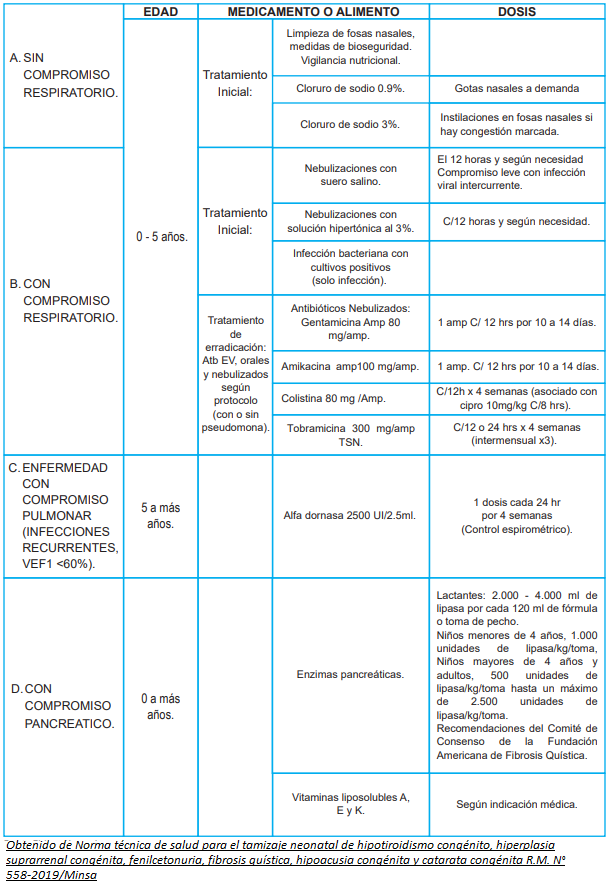 EDAD
MEDICAMENTO O ALIMENTO
DOSIS
A. SIN
COMPROMISO
RESPIRATORIO.
0 - 5 años.
Tratamiento
Inicial:
Limpieza de fosas nasales,
medidas de bioseguridad.
Vigilancia nutricional.
Cloruro de sodio 0.9%.
Gotas nasales a demanda
Cloruro de sodio 3%.
Instilaciones en fosas nasales si
hay congestión marcada.
B. CON
COMPROMISO
RESPIRATORIO.
Tratamiento
Inicial:
Nebulizaciones con
suero salino.
El 12 horas y según necesidad
Compromiso leve con infección
viral intercurrente.
Nebulizaciones con
solución hipertónica al 3%.
C/12 horas y según necesidad.
Infección bacteriana con
cultivos positivos
(solo infección).
Tratamiento
de
erradicación:
Atb EV, orales
y nebulizados
según
protocolo
(con o sin
pseudomona).
Antibióticos Nebulizados:
Gentamicina Amp 80
mg/amp.
1 amp C/ 12 hrs por 10 a 14 días.
Amikacina amp100 mg/amp.
1 amp. C/ 12 hrs por 10 a 14 días.
Colistina 80 mg /Amp.
C/12h x 4 semanas (asociado con
cipro 10mg/kg C/8 hrs).
Tobramicina 300 mg/amp
TSN.
C/12 o 24 hrs x 4 semanas
(intermensual x3).
C. ENFERMEDAD
CON
COMPROMISO
PULMONAR
(INFECCIONES
RECURRENTES,
VEF1 <60%).
5 a más
años.
Alfa dornasa 2500 UI/2.5ml.
1 dosis cada 24 hr
por 4 semanas
(Control espirométrico).
D. CON
COMPROMISO
PANCREATICO.
0 a más
años.
Enzimas pancreáticas.
Lactantes: 2.000 - 4.000 ml de
lipasa por cada 120 ml de fórmula
o toma de pecho.
Niños menores de 4 años, 1.000
unidades de lipasa/kg/toma,
Niños mayores de 4 años y
adultos, 500 unidades de
lipasa/kg/toma hasta un máximo
de 2.500 unidades de
lipasa/kg/toma.
Recomendaciones del Comité de
Consenso de la Fundación
Americana de Fibrosis Quística.
Vitaminas liposolubles A,
E y K.
Según indicación médica.
Obtenido de Norma técnica de salud para el tamizaje neonatal de hipotiroidismo congénito, hiperplasia
suprarrenal congénita, fenilcetonuria, fibrosis quística, hipoacusia congénita y catarata congénita R.M. N°
558-2019/Minsa